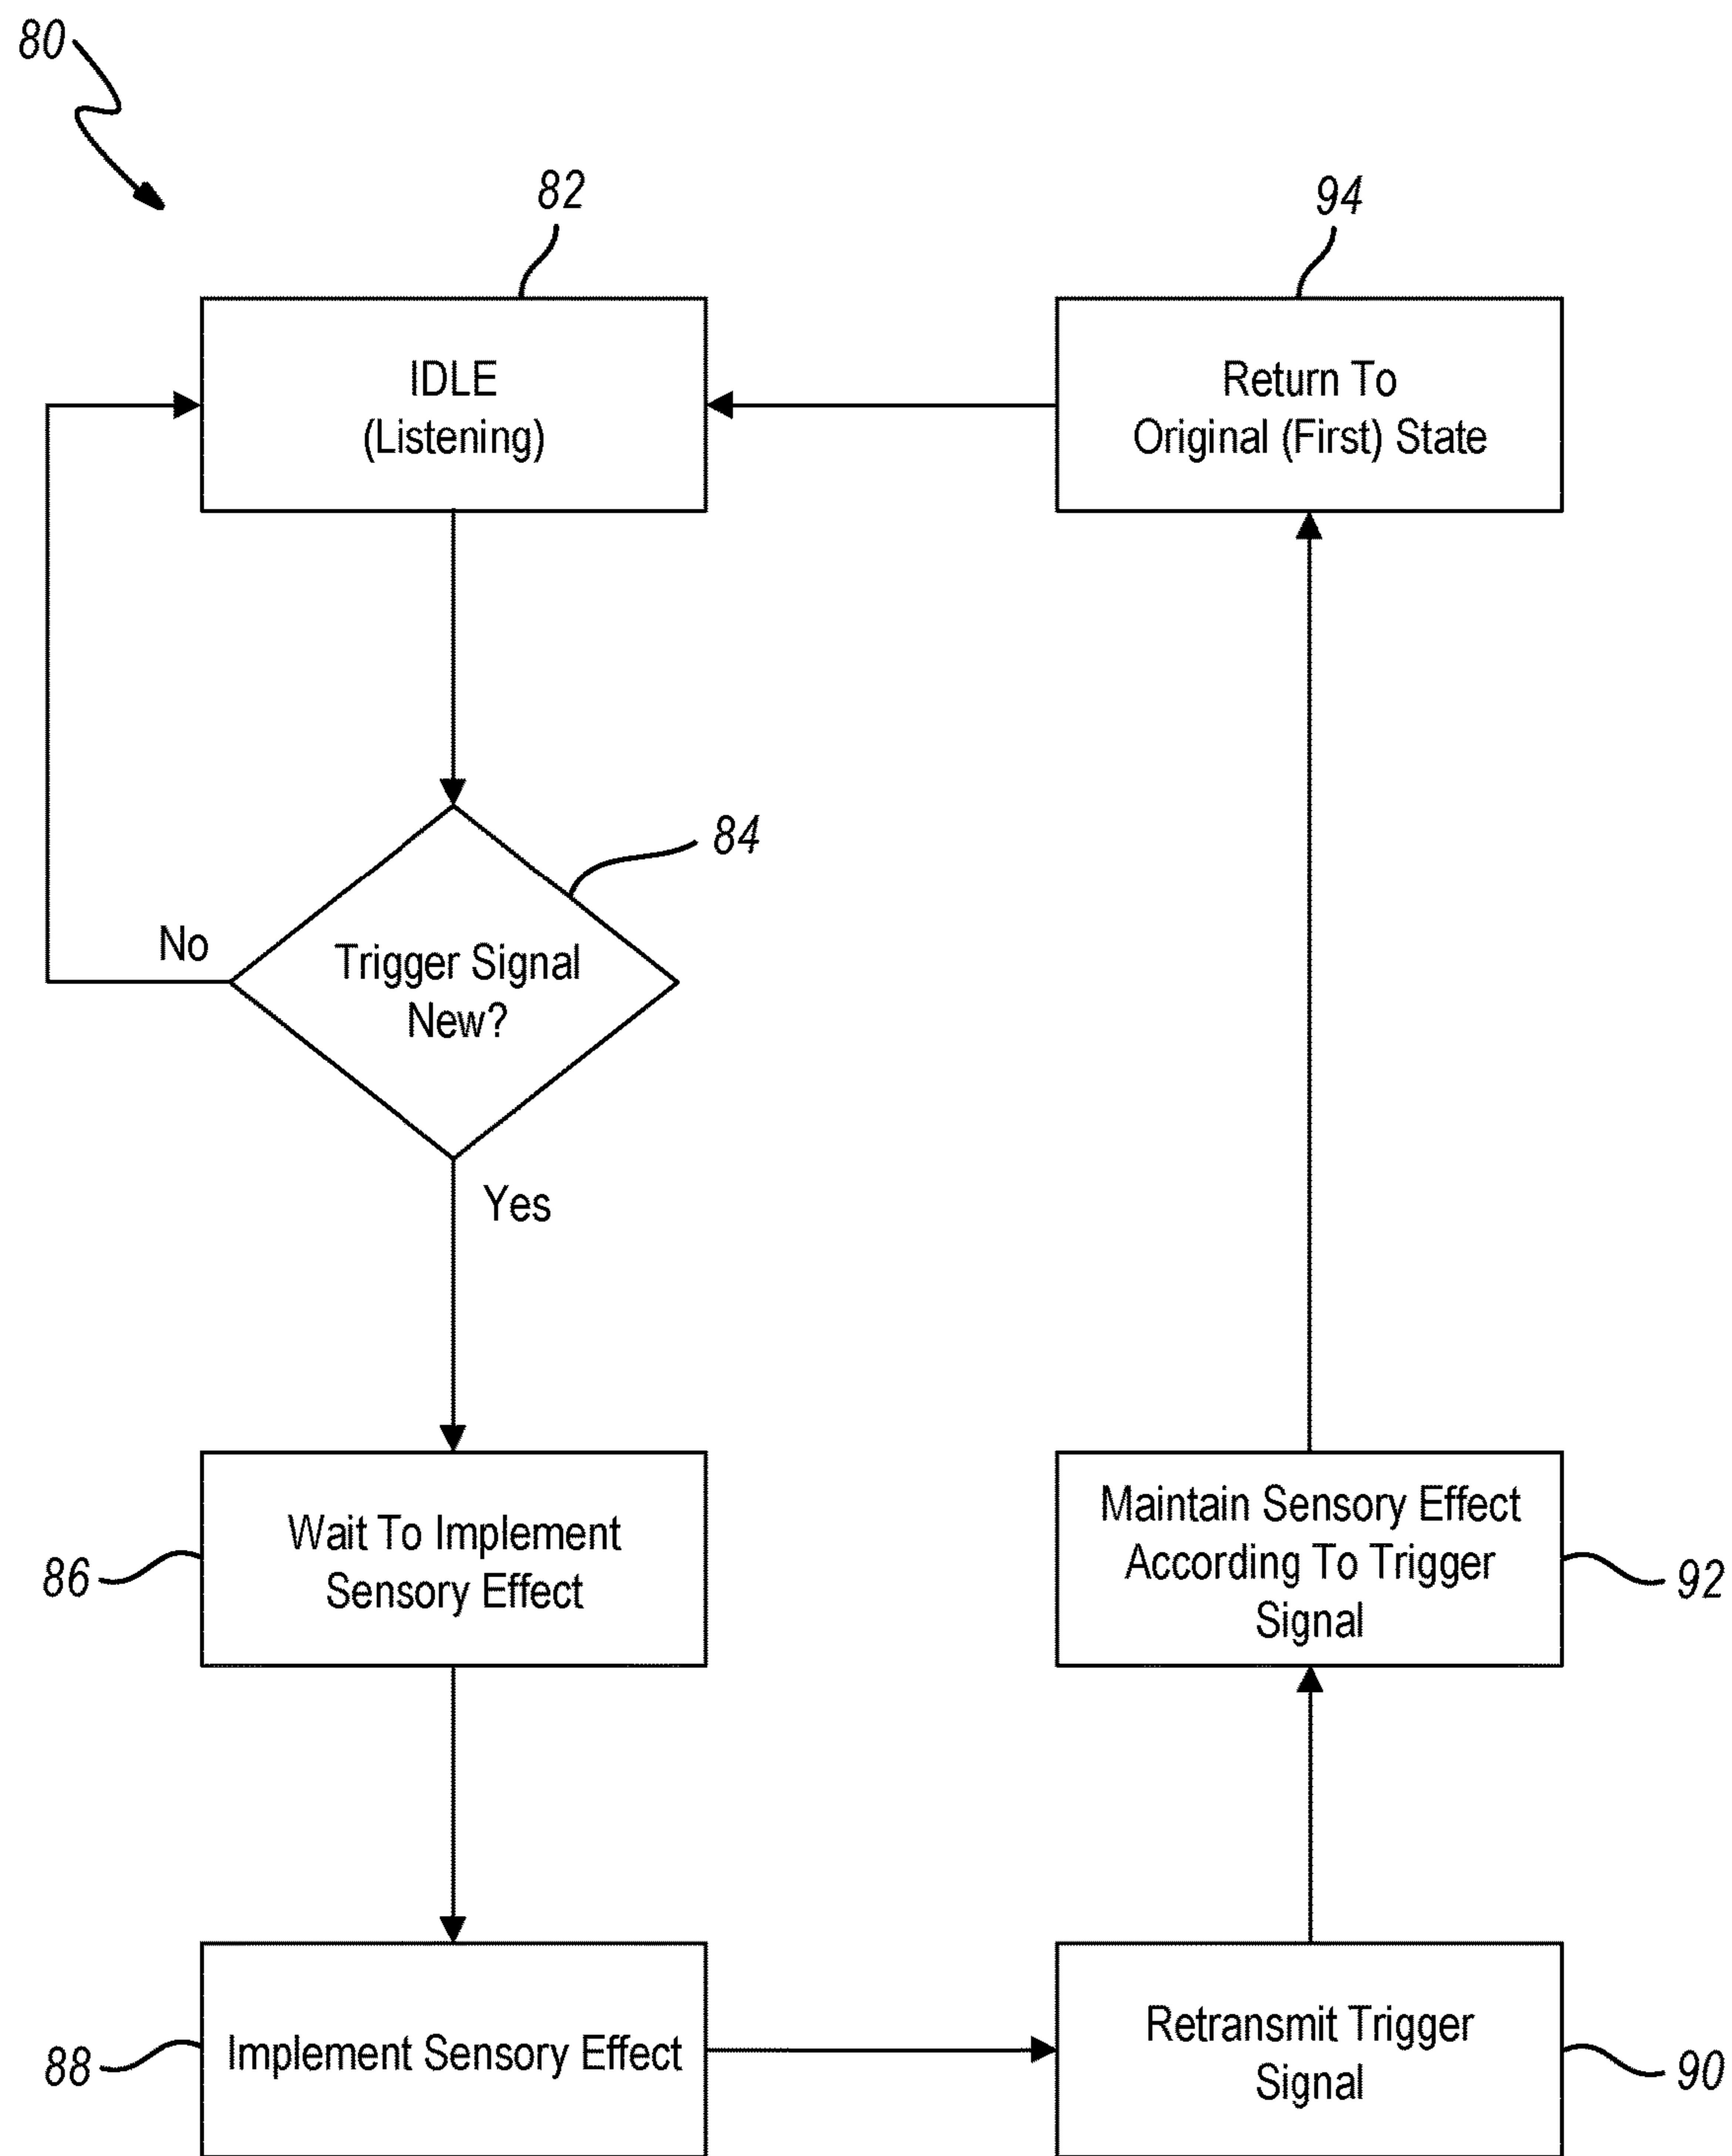 80
82
94
IDLE
(Listening)
Return To
Original (First) State
84
No
Trigger Signal
New?
Yes
86
Wait To Implement
Sensory Effect
Maintain Sensory Effect
According To Trigger
Signal
92
88
Implement Sensory Effect
Retransmit Trigger
Signal
90